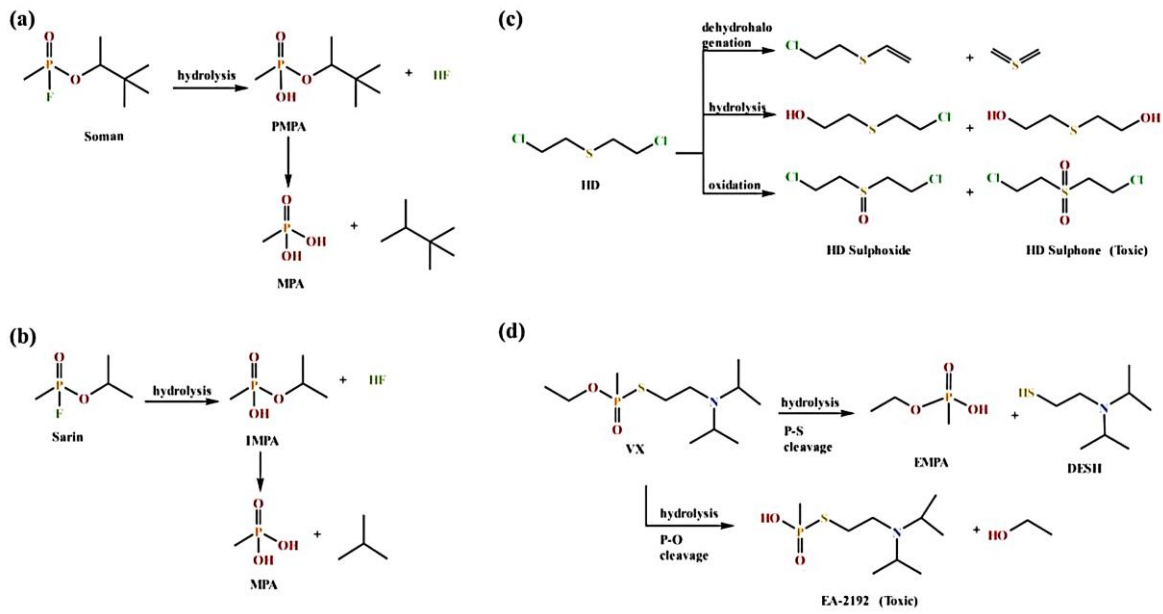 (a)
O
P
O
F
Soman
hydrolysis
O
P
O
OH
PMPA
+
HF
O
P
OH
OH
MPA
+
(b)
O
P
O
F
Sarin
hydrolysis
O
P
O
OH
IMPA
+
HF
O
P
OH
OH
MPA
+
(c)
Cl
S
Cl
HD
dehydrohalo
genation
Cl
S
+
S
hydrolysis
HO
S
Cl
+
HO
S
OH
oxidation
Cl
S
O
Cl
HD Sulphoxide
+
Cl
O
S
O
Cl
HD Sulphone (Toxic)
(d)
O
P
S
N
O
VX
hydrolysis
P-S
cleavage
O
O
P
OH
EMPA
+
HS
N
DESH
hydrolysis
P-O
cleavage
HO
P
S
N
O
EA-2192 (Toxic)
+
HO